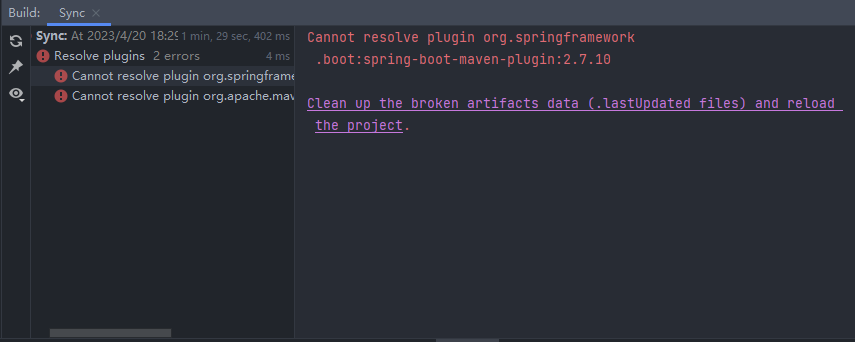 Build: Sync ×
Sync: At 2023/4/20 18:29 1 min, 29 sec, 402 ms
Resolve plugins 2 errors 4 ms
Cannot resolve plugin org.springframe
Cannot resolve plugin org.apache.mav
Cannot resolve plugin org.springframework
.boot:spring-boot-maven-plugin:2.7.10
Clean up the broken artifacts data (.lastUpdated files) and reload
the project.